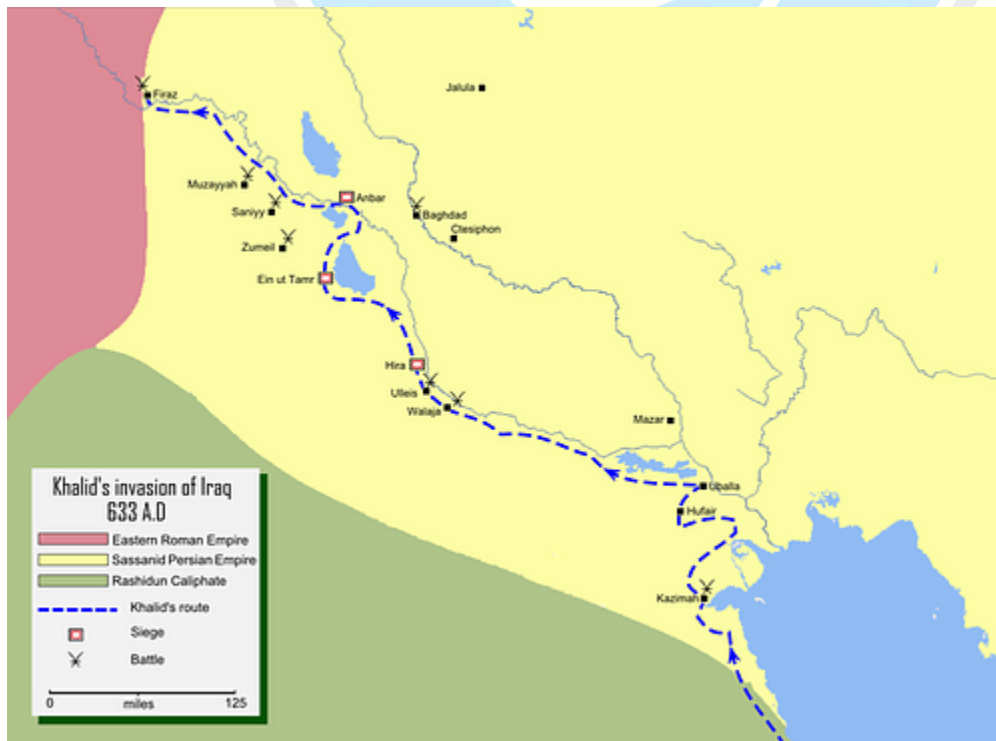 Jalula
Firaz
Muzayyah
Anbar
Saniyy
Baghdad
Ctesiphon
Zumeil
Ein ut Tamr
Hira
Ulleis
Walaja
Mazar
Uballa
Hufair
Kazimah
Khalid's invasion of Iraq
633 A.D
Eastern Roman Empire
Sassanid Persian Empire
Rashidun Caliphate
Khalid's route
Siege
Battle
0 125
miles